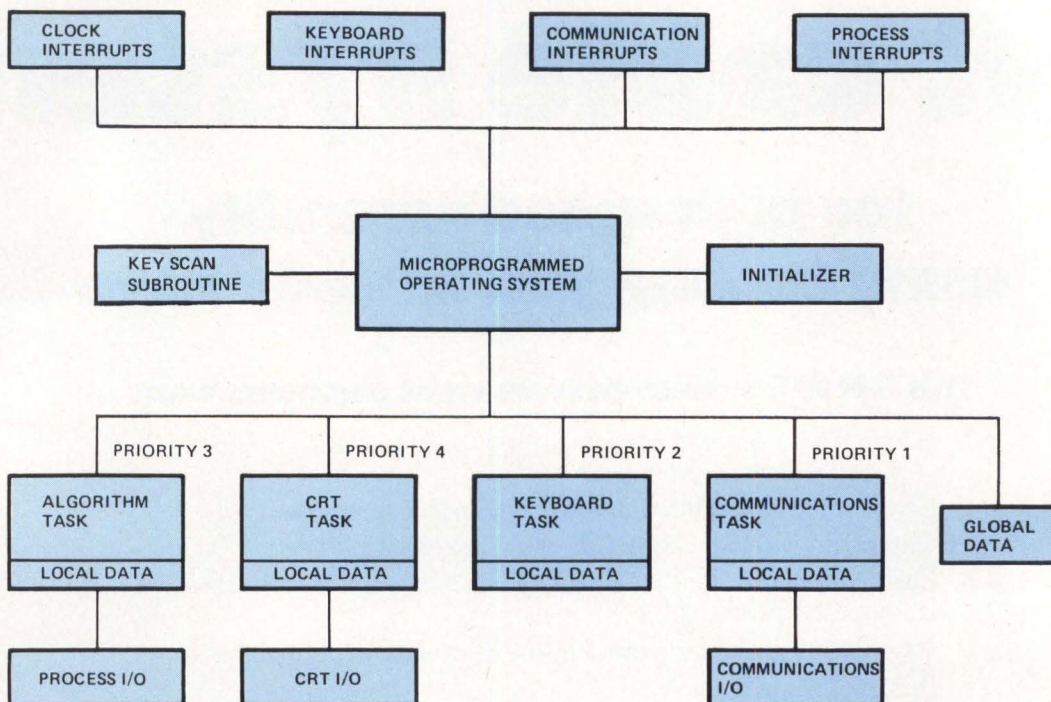 CLOCK
INTERRUPTS
KEYBOARD
INTERRUPTS
COMMUNICATION
INTERRUPTS
PROCESS
INTERRUPTS
KEY SCAN
SUBROUTINE
MICROPROGRAMMED
OPERATING SYSTEM
INITIALIZER
PRIORITY 3
PRIORITY 4
PRIORITY 2
PRIORITY 1
ALGORITHM
TASK
LOCAL DATA
CRT
TASK
LOCAL DATA
KEYBOARD
TASK
LOCAL DATA
COMMUNICATIONS
TASK
LOCAL DATA
GLOBAL
DATA
PROCESS I/O
CRT I/O
COMMUNICATIONS
I/O